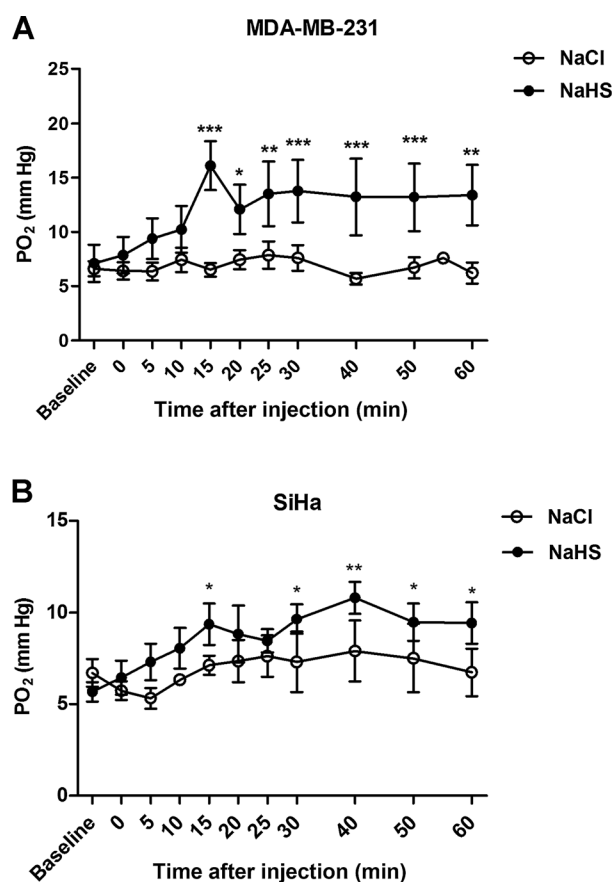 A
MDA-MB-231
NaCl
NaHS
25
20
15
10
5
0
PO2 (mm Hg)
*** * ** *** *** *** **
Baseline 0 5 10 15 20 25 30 40 50 60
Time after injection (min)
B
SiHa
NaCl
NaHS
15
10
5
0
PO2 (mm Hg)
* * ** * *
Baseline 0 5 10 15 20 25 30 40 50 60
Time after injection (min)